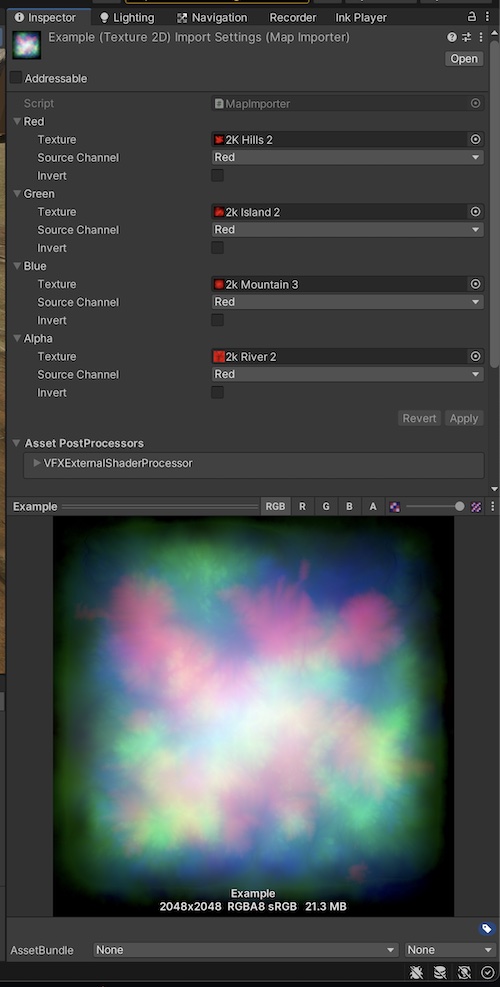 Inspector Lighting Navigation Recorder Ink Player
Example (Texture 2D) Import Settings (Map Importer)
Open
Addressable
Script MapImporter
Red
Texture 2K Hills 2
Source Channel Red
Invert
Green
Texture 2k Island 2
Source Channel Red
Invert
Blue
Texture 2k Mountain 3
Source Channel Red
Invert
Alpha
Texture 2k River 2
Source Channel Red
Invert
Revert Apply
Asset PostProcessors
VFXExternalShaderProcessor
Example RGB R G B A
Example
2048x2048 RGBA8 sRGB 21.3 MB
AssetBundle None None